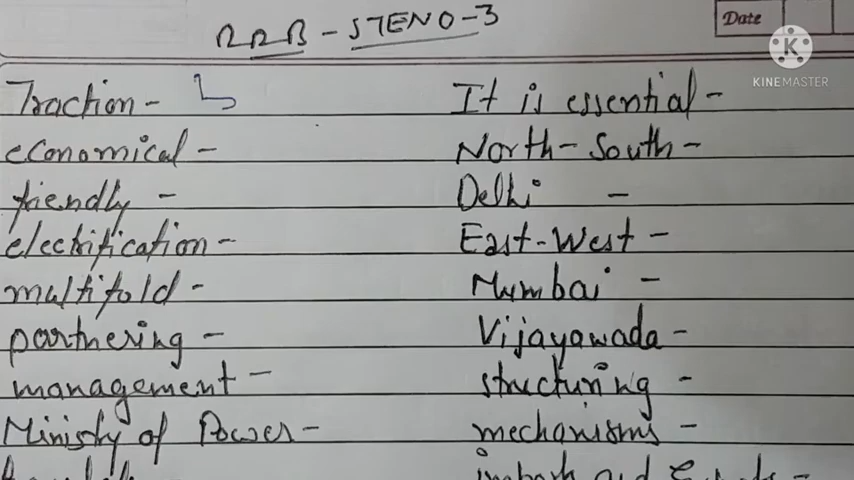 RRB - STENO-3
Date
KINEMASTER
Traction -
economical -
friendly -
electrification -
multifold -
partnering -
management -
Ministry of Power -
It is essential -
North - South -
Delhi -
East-West -
Mumbai -
Vijayawada -
structuring -
mechanisms -